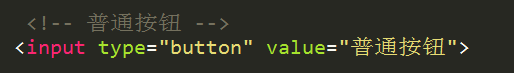 <!-- 普通按钮 -->
<input type="button" value="普通按钮">